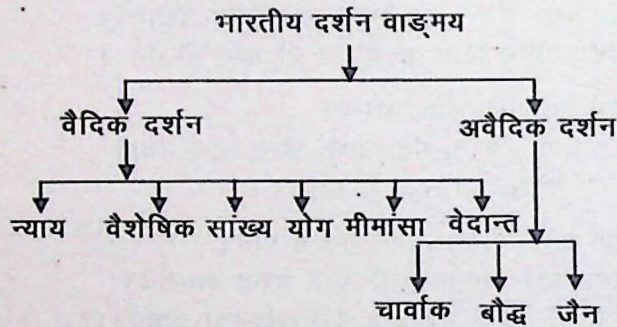 भारतीय दर्शन वाङ्मय
वैदिक दर्शन अवैदिक दर्शन
न्याय वैशेषिक सांख्य योग मीमांसा वेदान्त
चार्वाक बौद्ध जैन